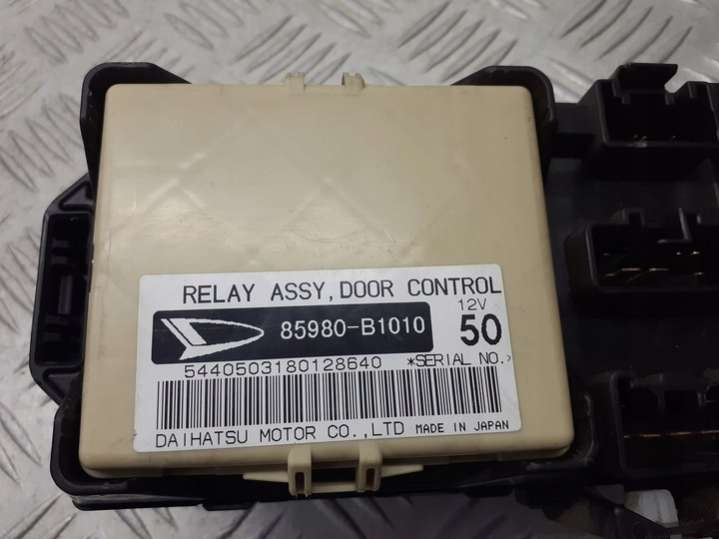 RELAY ASSY, DOOR CONTROL
12V
85980-B1010 50
5440503180128640 *SERIAL NO.*
DAIHATSU MOTOR CO.,LTD MADE IN JAPAN